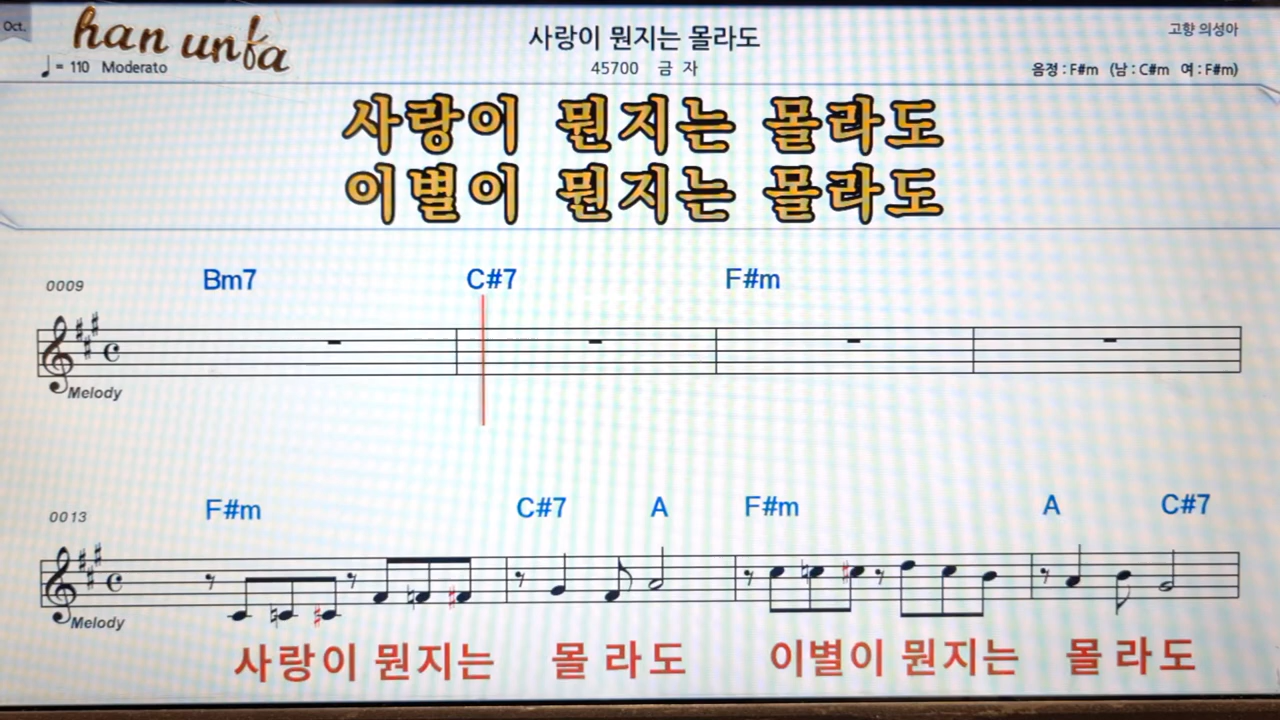 Oct.
han unfa
♩ = 110 Moderato
사랑이 뭔지는 몰라도
45700 금 자
고향 의성아
음정 : F#m (남 : C#m 여 : F#m)
사랑이 뭔지는 몰라도
이별이 뭔지는 몰라도
0009 Bm7 C#7 F#m
Melody
0013 F#m C#7 A F#m A C#7
Melody
사랑이 뭔지는 몰 라 도 이별이 뭔지는 몰 라 도